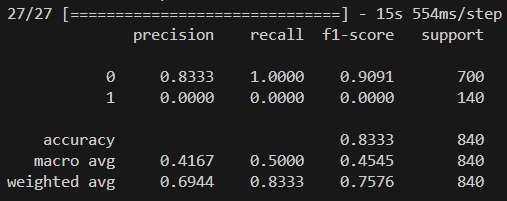 27/27 [==============================] - 15s 554ms/step
precision recall f1-score support
0 0.8333 1.0000 0.9091 700
1 0.0000 0.0000 0.0000 140
accuracy 0.8333 840
macro avg 0.4167 0.5000 0.4545 840
weighted avg 0.6944 0.8333 0.7576 840